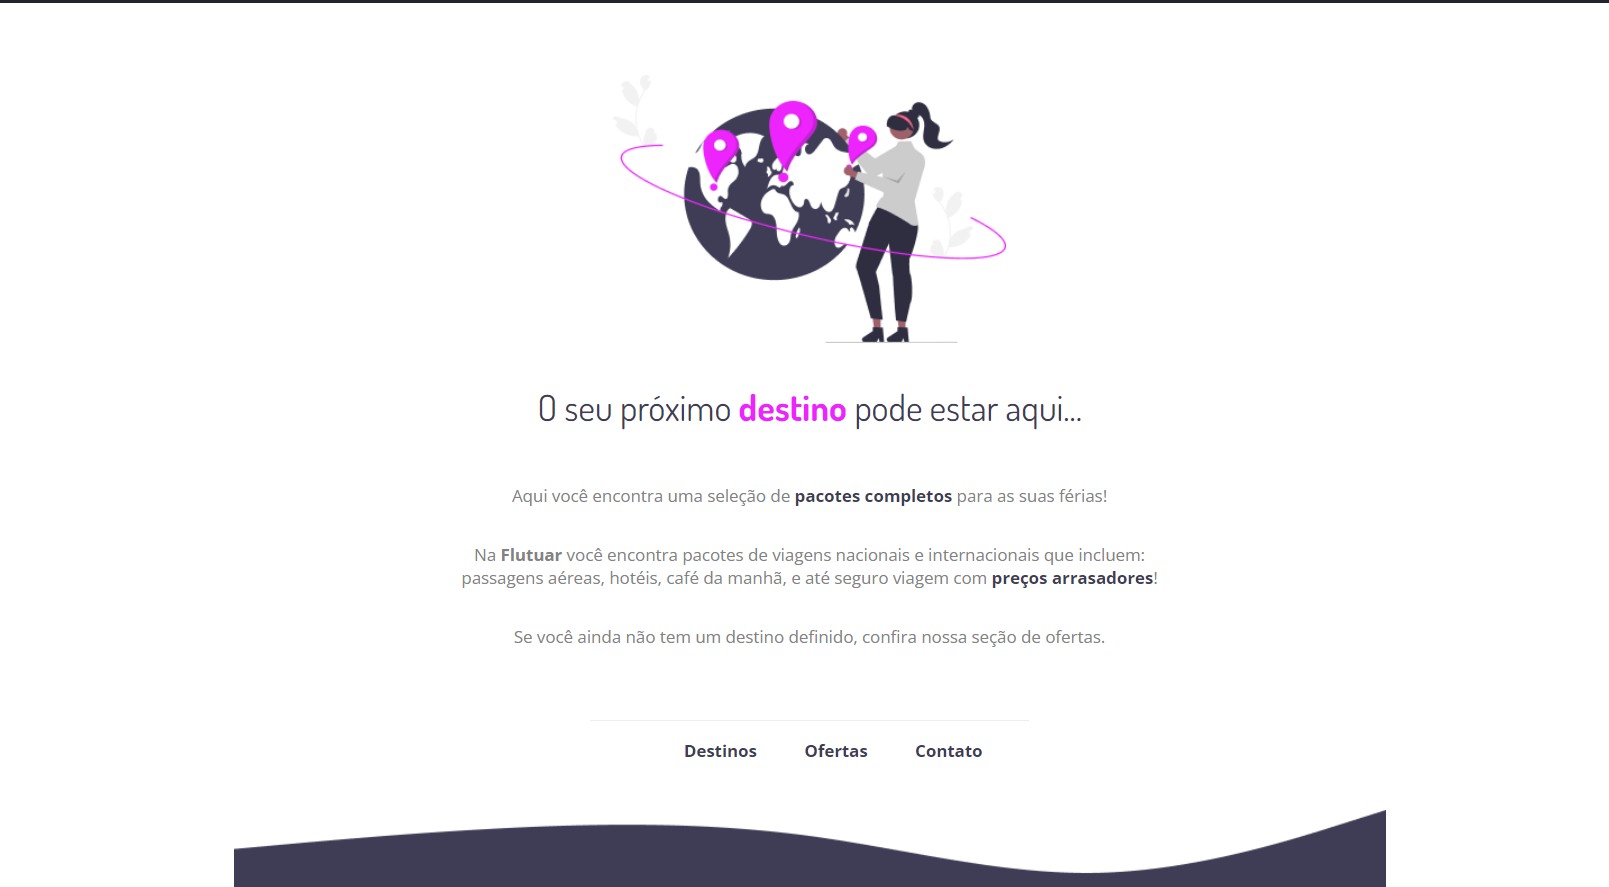 O seu próximo destino pode estar aqui...
Aqui você encontra uma seleção de pacotes completos para as suas férias!
Na Flutuar você encontra pacotes de viagens nacionais e internacionais que incluem:
passagens aéreas, hotéis, café da manhã, e até seguro viagem com preços arrasadores!
Se você ainda não tem um destino definido, confira nossa seção de ofertas.
Destinos Ofertas Contato